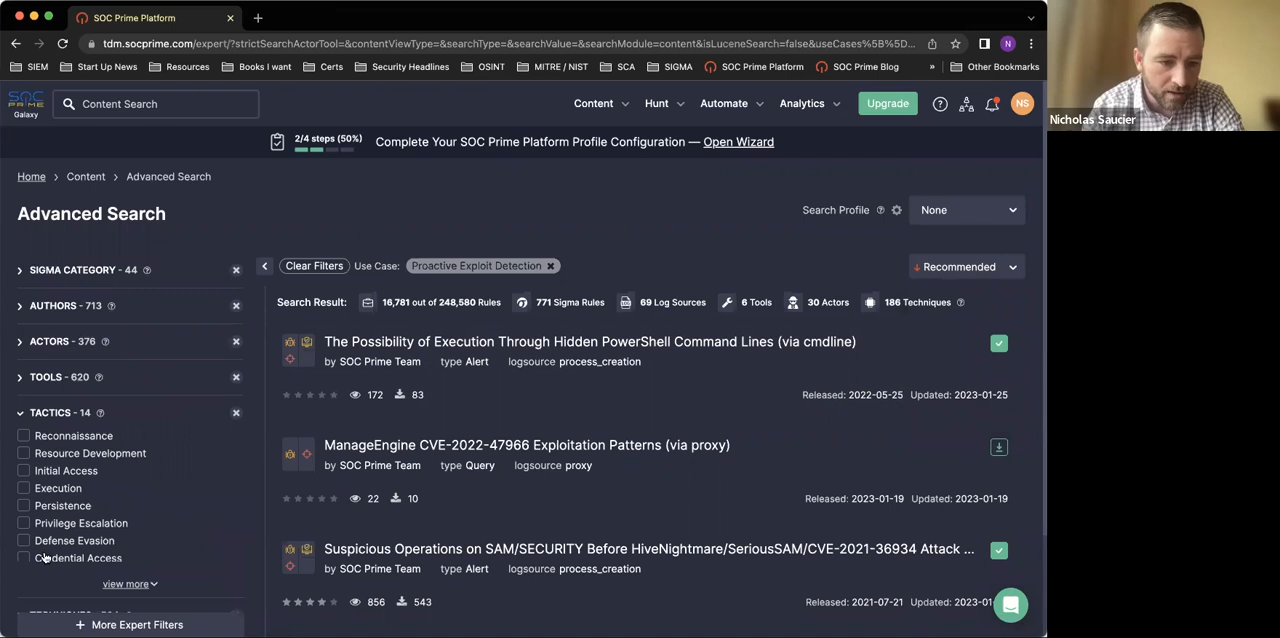 SOC Prime Platform
tdm.socprime.com/expert/?strictSearchActorTool=&contentViewType=&searchType=&searchValue=&searchModule=content&isLuceneSearch=false&useCases%5B%5D...
N
SIEM Start Up News Resources Books I want Certs Security Headlines OSINT MITRE / NIST SCA SIGMA SOC Prime Platform SOC Prime Blog » Other Bookmarks
SOC PRIME
Galaxy
Content Search
Content Hunt Automate Analytics Upgrade NS
2/4 steps (50%)
Complete Your SOC Prime Platform Profile Configuration — Open Wizard
Home > Content > Advanced Search
Advanced Search
Search Profile None
SIGMA CATEGORY - 44
AUTHORS - 713
ACTORS - 376
TOOLS - 620
TACTICS - 14
Reconnaissance
Resource Development
Initial Access
Execution
Persistence
Privilege Escalation
Defense Evasion
Credential Access
view more
+ More Expert Filters
Clear Filters Use Case: Proactive Exploit Detection
Recommended
Search Result: 16,781 out of 248,580 Rules 771 Sigma Rules 69 Log Sources 6 Tools 30 Actors 186 Techniques
The Possibility of Execution Through Hidden PowerShell Command Lines (via cmdline)
by SOC Prime Team type Alert logsource process_creation
172 83 Released: 2022-05-25 Updated: 2023-01-25
ManageEngine CVE-2022-47966 Exploitation Patterns (via proxy)
by SOC Prime Team type Query logsource proxy
22 10 Released: 2023-01-19 Updated: 2023-01-19
Suspicious Operations on SAM/SECURITY Before HiveNightmare/SeriousSAM/CVE-2021-36934 Attack ...
by SOC Prime Team type Alert logsource process_creation
856 543 Released: 2021-07-21 Updated: 2023-01
Nicholas Saucier